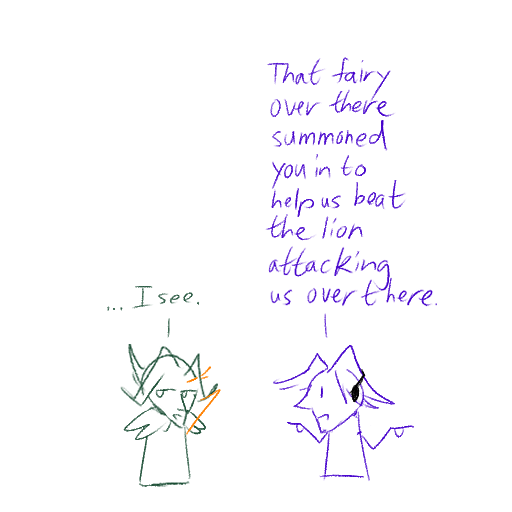 That fairy
over there
summoned
you in to
help us beat
the lion
attacking
us over there.
... I see.